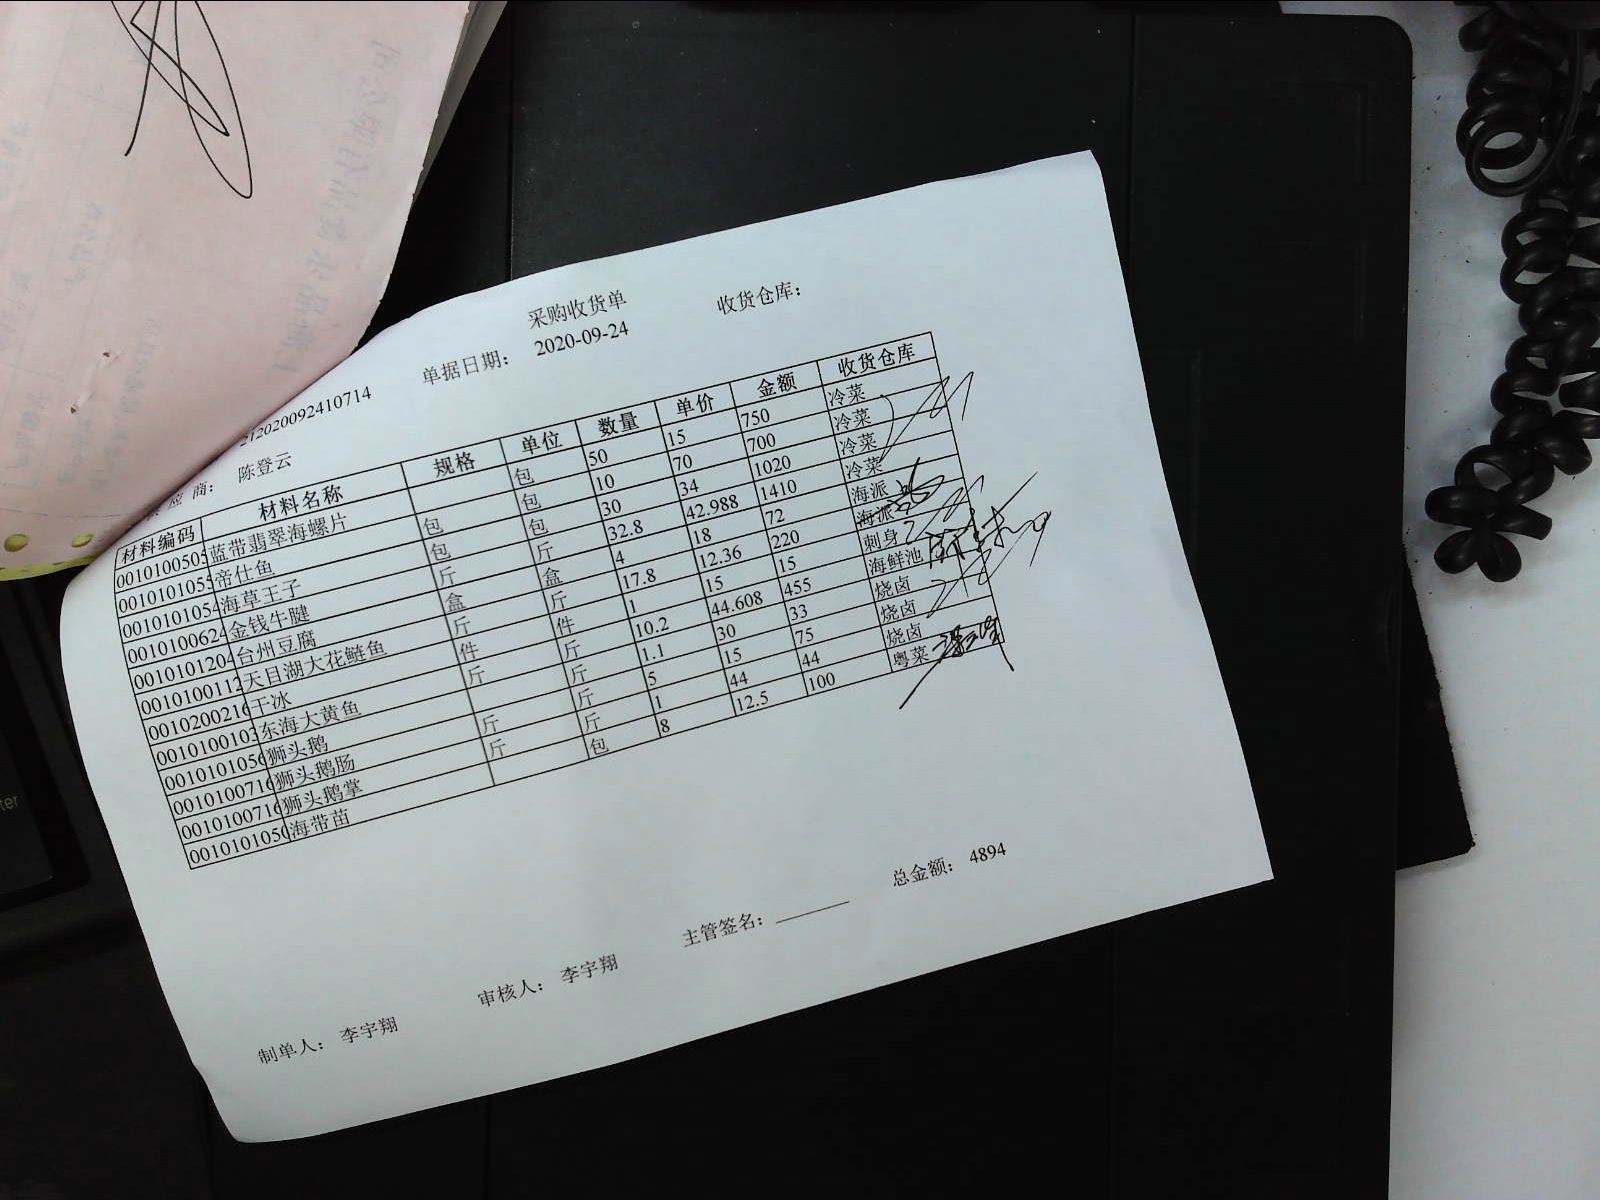 采购收货单
收货仓库：
单据日期： 2020-09-24
212020092410714
应 商： 陈登云
材料编码 材料名称 规格 单位 数量 单价 金额 收货仓库
0010100505 蓝带翡翠海螺片 包 50 15 750 冷菜
0010101055 帝仕鱼 包 包 10 70 700 冷菜
0010101054 海草王子 包 包 30 34 1020 冷菜
0010100624 金钱牛腱 斤 斤 32.8 42.988 1410 冷菜
0010101204 台州豆腐 盒 盒 4 18 72 海派
0010100112 天目湖大花鲢鱼 斤 斤 17.8 12.36 220 海派
0010200216 干冰 件 件 1 15 15 刺身
0010100103 东海大黄鱼 斤 斤 10.2 44.608 455 海鲜池
0010101056 狮头鹅 斤 1.1 30 33 烧卤
0010100716 狮头鹅肠 斤 斤 5 15 75 烧卤
0010100716 狮头鹅掌 斤 斤 1 44 44 烧卤
0010101050 海带苗 包 8 12.5 100 粤菜
总金额： 4894
主管签名：
审核人： 李宇翔
制单人： 李宇翔